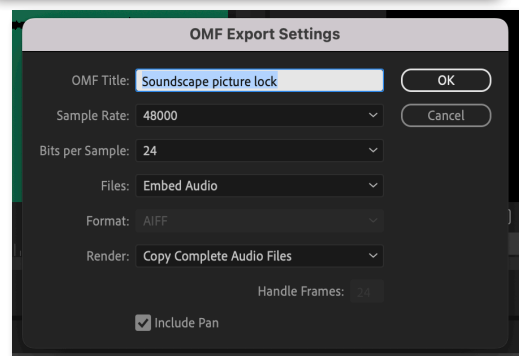 OMF Export Settings
OMF Title: Soundscape picture lock OK
Sample Rate: 48000 Cancel
Bits per Sample: 24
Files: Embed Audio
Format: AIFF
Render: Copy Complete Audio Files
Handle Frames: 24
Include Pan